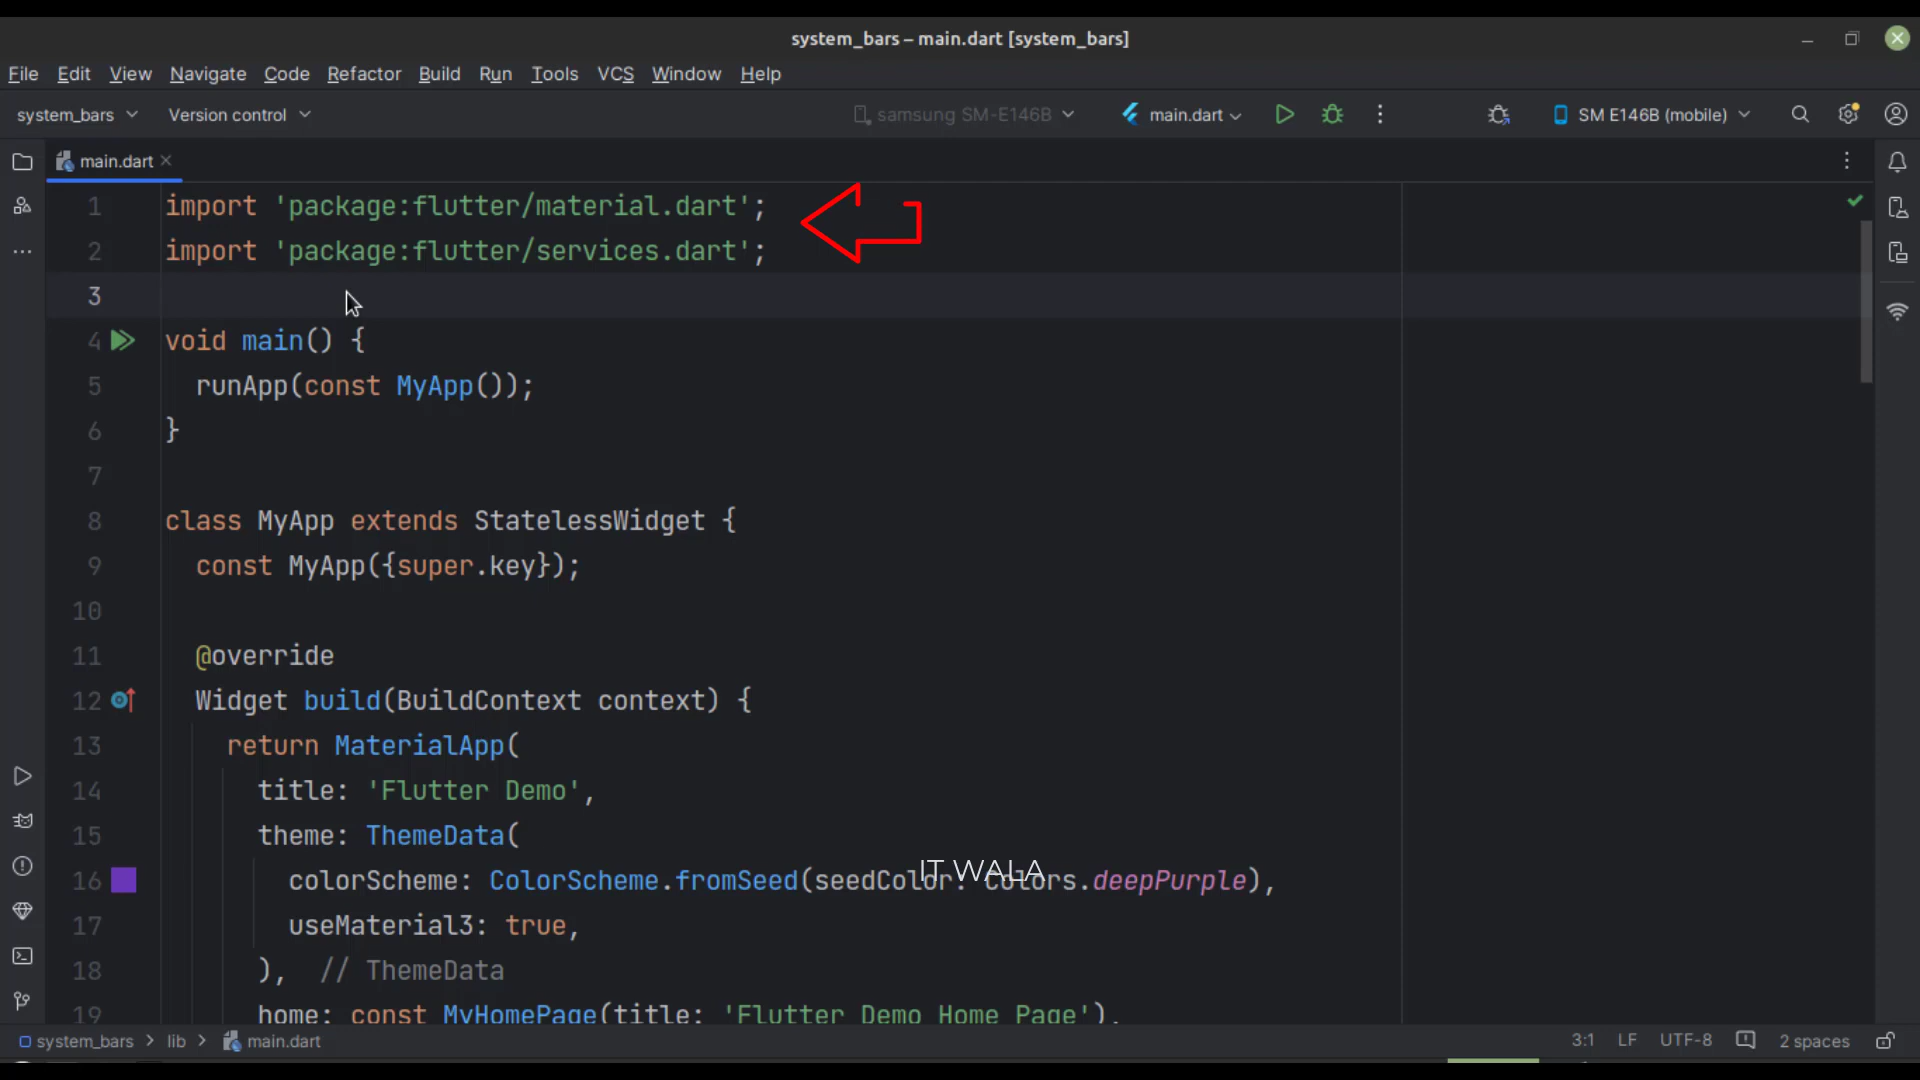 system_bars – main.dart [system_bars]
File Edit View Navigate Code Refactor Build Run Tools VCS Window Help
system_bars Version control samsung SM-E146B main.dart SM E146B (mobile)
main.dart
1 import 'package:flutter/material.dart';
2 import 'package:flutter/services.dart';
3
4 void main() {
5 runApp(const MyApp());
6 }
7
8 class MyApp extends StatelessWidget {
9 const MyApp({super.key});
10
11 @override
12 Widget build(BuildContext context) {
13 return MaterialApp(
14 title: 'Flutter Demo',
15 theme: ThemeData(
16 colorScheme: ColorScheme.fromSeed(seedColor: Colors.deepPurple),
IT WALA
17 useMaterial3: true,
18 ), // ThemeData
19 home: const MyHomePage(title: 'Flutter Demo Home Page'),
system_bars > lib > main.dart 3:1 LF UTF-8 2 spaces